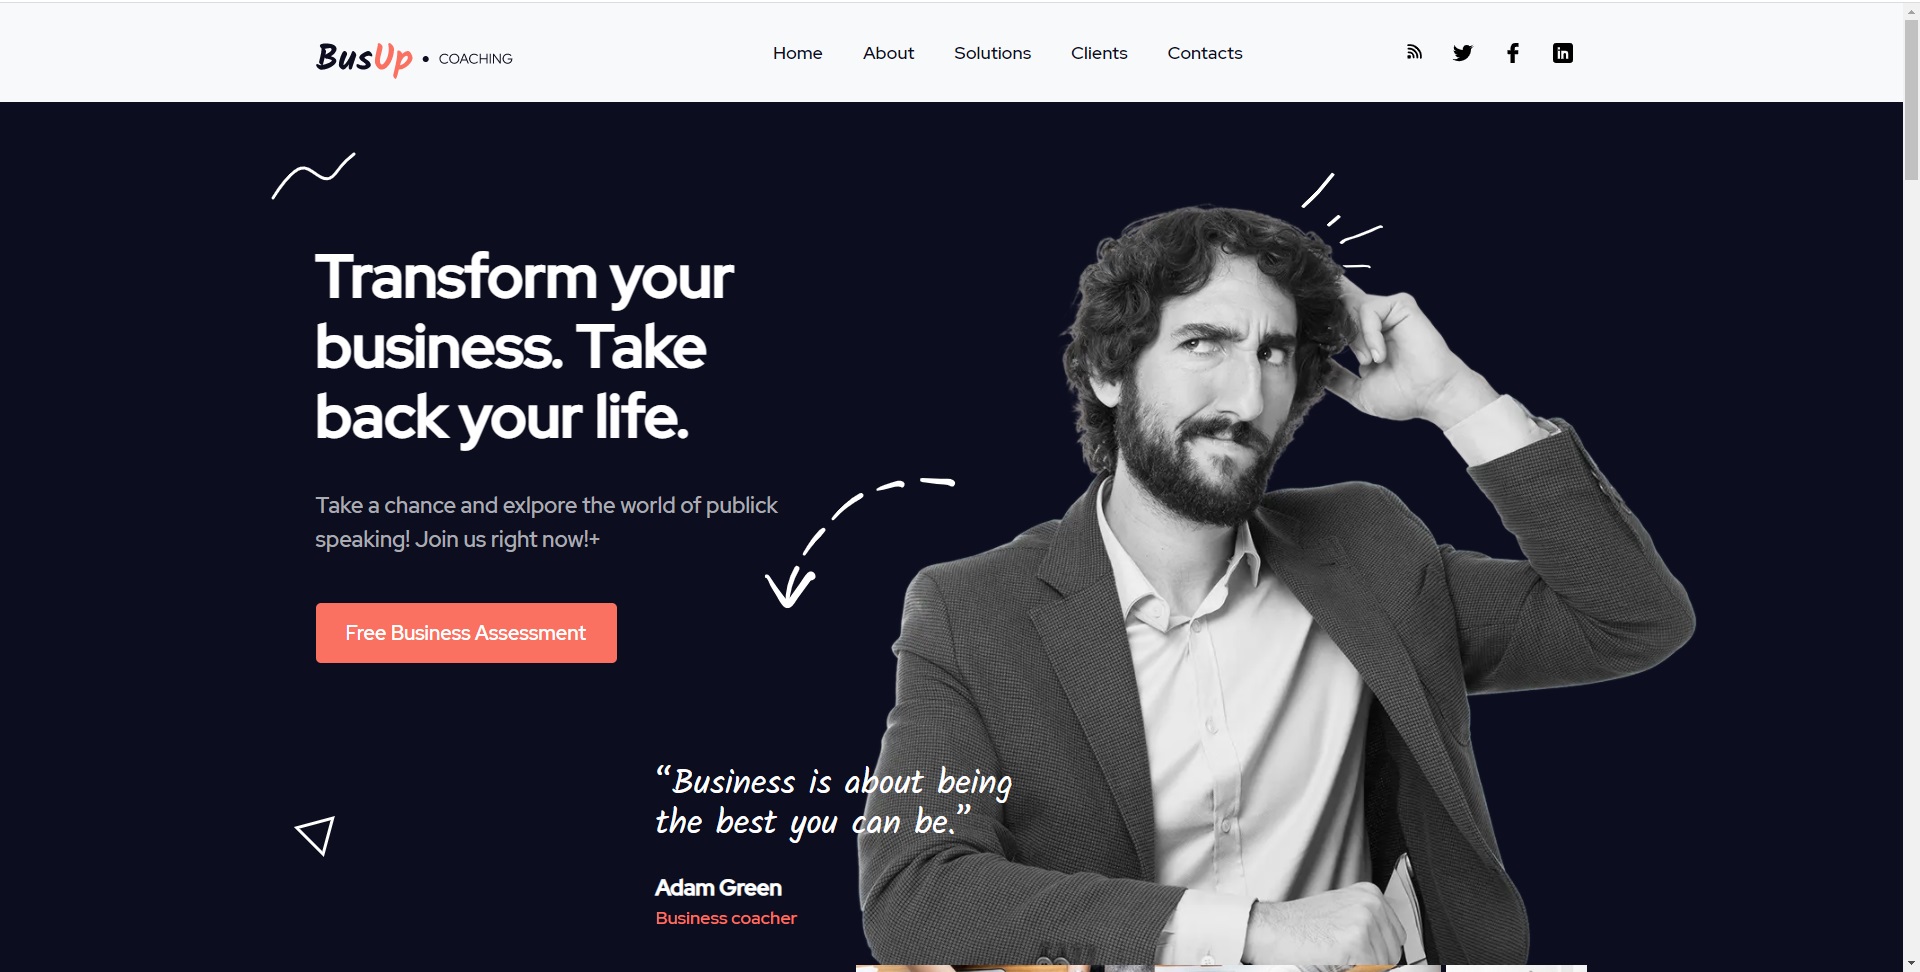 BusUp • COACHING
Home About Solutions Clients Contacts
in
Transform your
business. Take
back your life.
Take a chance and exlpore the world of publick
speaking! Join us right now!+
Free Business Assessment
“Business is about being
the best you can be.”
Adam Green
Business coacher